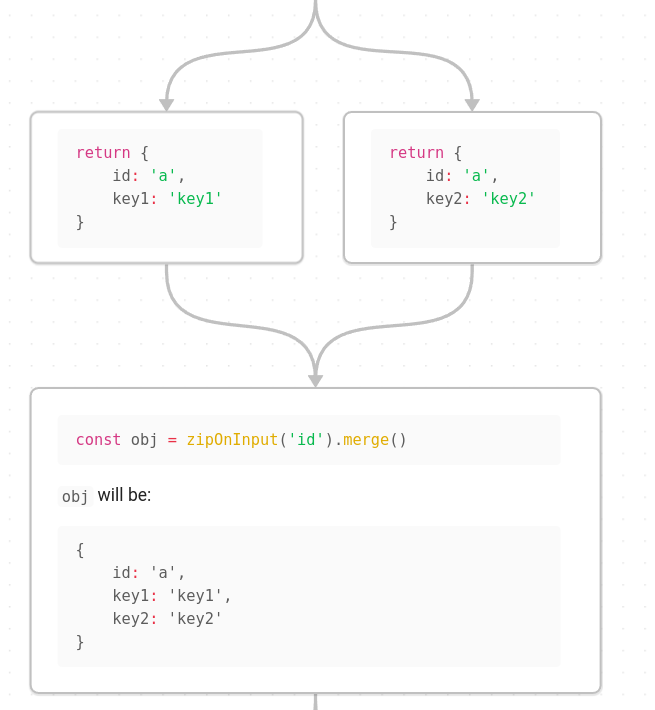 return {
    id: 'a',
    key1: 'key1'
}
return {
    id: 'a',
    key2: 'key2'
}
const obj = zipOnInput('id').merge()
obj will be:
{
    id: 'a',
    key1: 'key1',
    key2: 'key2'
}